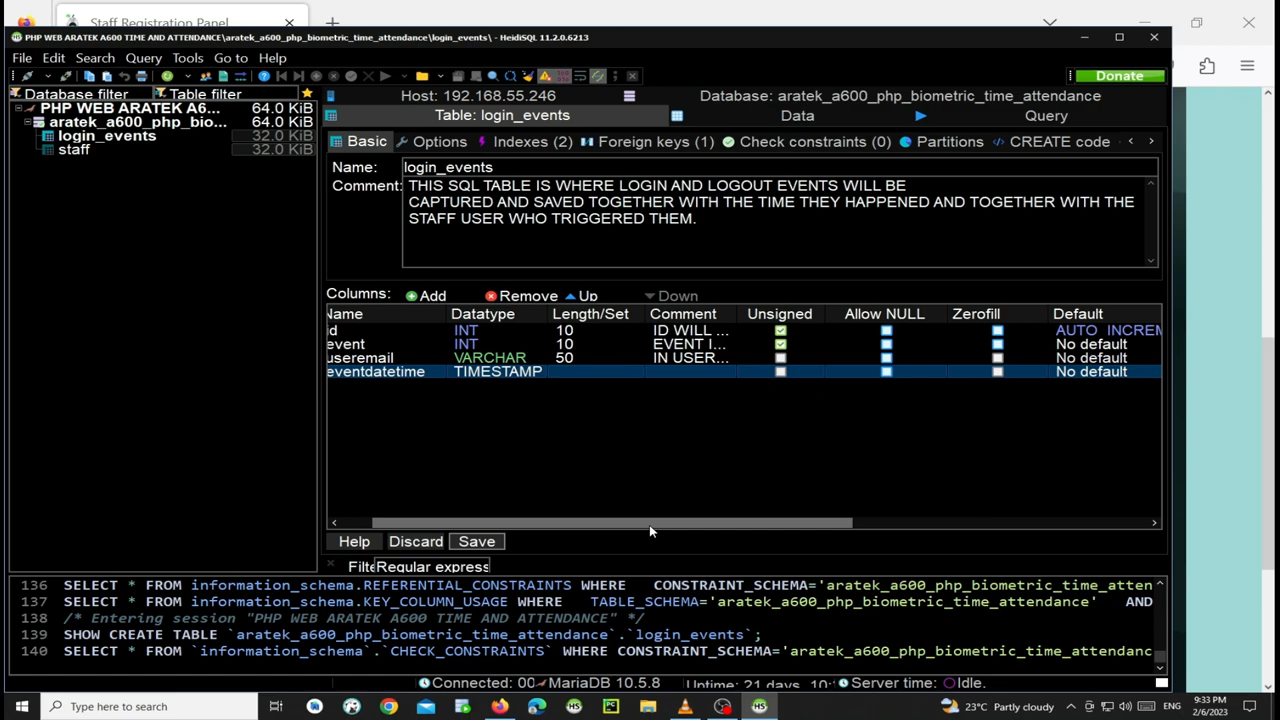 Staff Registration Panel
PHP WEB ARATEK A600 TIME AND ATTENDANCE\aratek_a600_php_biometric_time_attendance\login_events\ - HeidiSQL 11.2.0.6213
File Edit Search Query Tools Go to Help
Donate
Database filter Table filter
PHP WEB ARATEK A6... 64.0 KiB
aratek_a600_php_bio... 64.0 KiB
login_events 32.0 KiB
staff 32.0 KiB
Host: 192.168.55.246 Database: aratek_a600_php_biometric_time_attendance
Table: login_events Data Query
Basic Options Indexes (2) Foreign keys (1) Check constraints (0) Partitions CREATE code
Name: login_events
Comment: THIS SQL TABLE IS WHERE LOGIN AND LOGOUT EVENTS WILL BE
CAPTURED AND SAVED TOGETHER WITH THE TIME THEY HAPPENED AND TOGETHER WITH THE
STAFF USER WHO TRIGGERED THEM.
Columns: Add Remove Up Down
Name Datatype Length/Set Comment Unsigned Allow NULL Zerofill Default
id INT 10 ID WILL ... AUTO_INCREM
event INT 10 EVENT I... No default
useremail VARCHAR 50 IN USER... No default
eventdatetime TIMESTAMP No default
Help Discard Save
Filte Regular express
136 SELECT * FROM information_schema.REFERENTIAL_CONSTRAINTS WHERE CONSTRAINT_SCHEMA='aratek_a600_php_biometric_time_atten
137 SELECT * FROM information_schema.KEY_COLUMN_USAGE WHERE TABLE_SCHEMA='aratek_a600_php_biometric_time_attendance' AND
138 /* Entering session "PHP WEB ARATEK A600 TIME AND ATTENDANCE" */
139 SHOW CREATE TABLE `aratek_a600_php_biometric_time_attendance`.`login_events`;
140 SELECT * FROM `information_schema`.`CHECK_CONSTRAINTS` WHERE CONSTRAINT_SCHEMA='aratek_a600_php_biometric_time_attendanc
Connected: 00 MariaDB 10.5.8 Uptime: 21 days, 10: Server time: Idle.
Type here to search
23°C Partly cloudy ENG 9:33 PM
2/6/2023